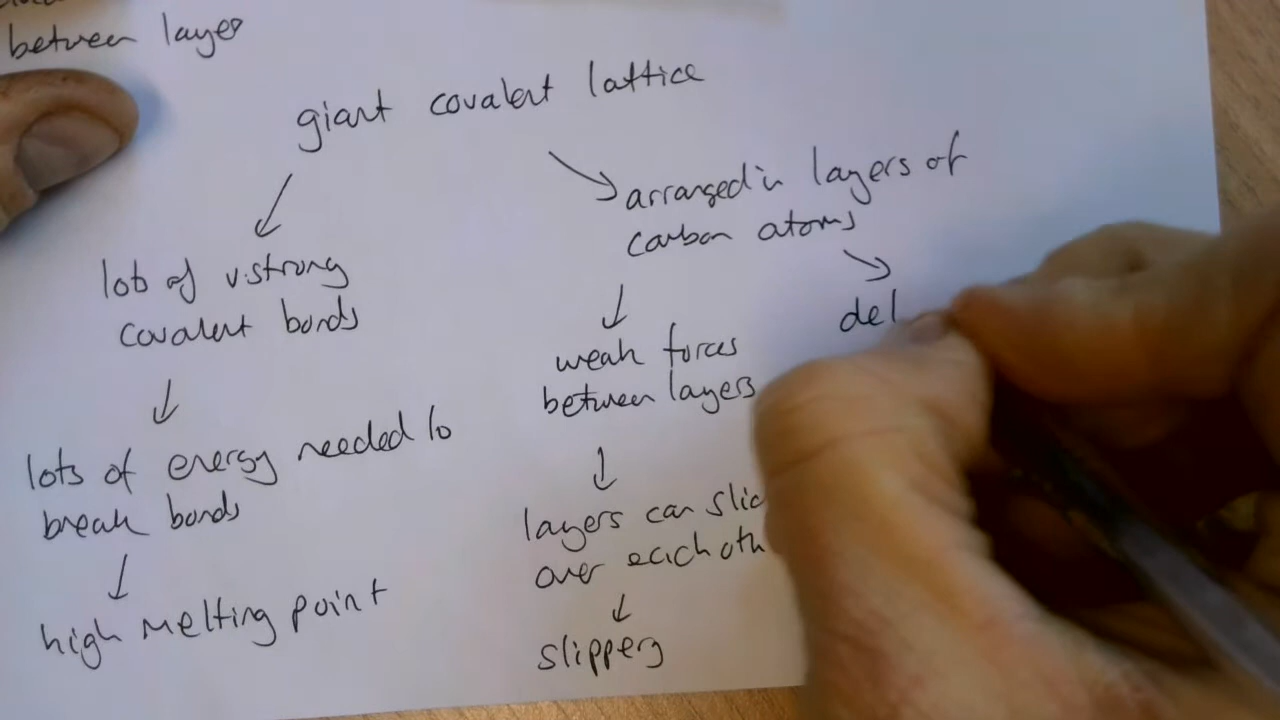 between layer
giant covalent lattice
arranged in layers of
carbon atoms
lots of v.strong
covalent bonds
del
weak forces
between layers
lots of energy needed to
break bonds
layers can slid
over each oth
high melting point
slippery